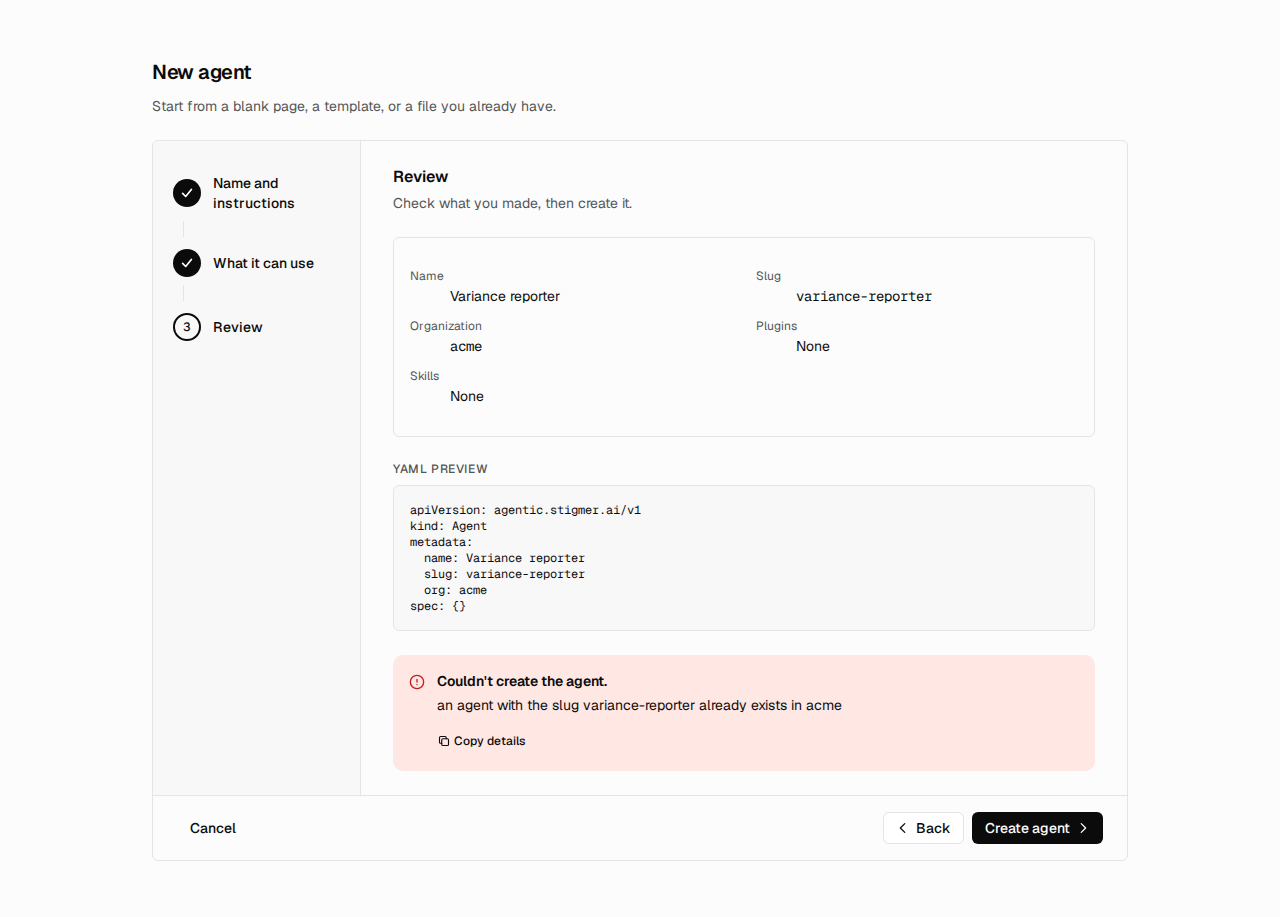 New agent
Start from a blank page, a template, or a file you already have.
Name and
instructions
What it can use
3 Review
Review
Check what you made, then create it.
Name
Variance reporter
Slug
variance-reporter
Organization
acme
Plugins
None
Skills
None
YAML PREVIEW
apiVersion: agentic.stigmer.ai/v1
kind: Agent
metadata:
  name: Variance reporter
  slug: variance-reporter
  org: acme
spec: {}
Couldn't create the agent.
an agent with the slug variance-reporter already exists in acme
Copy details
Cancel
Back
Create agent